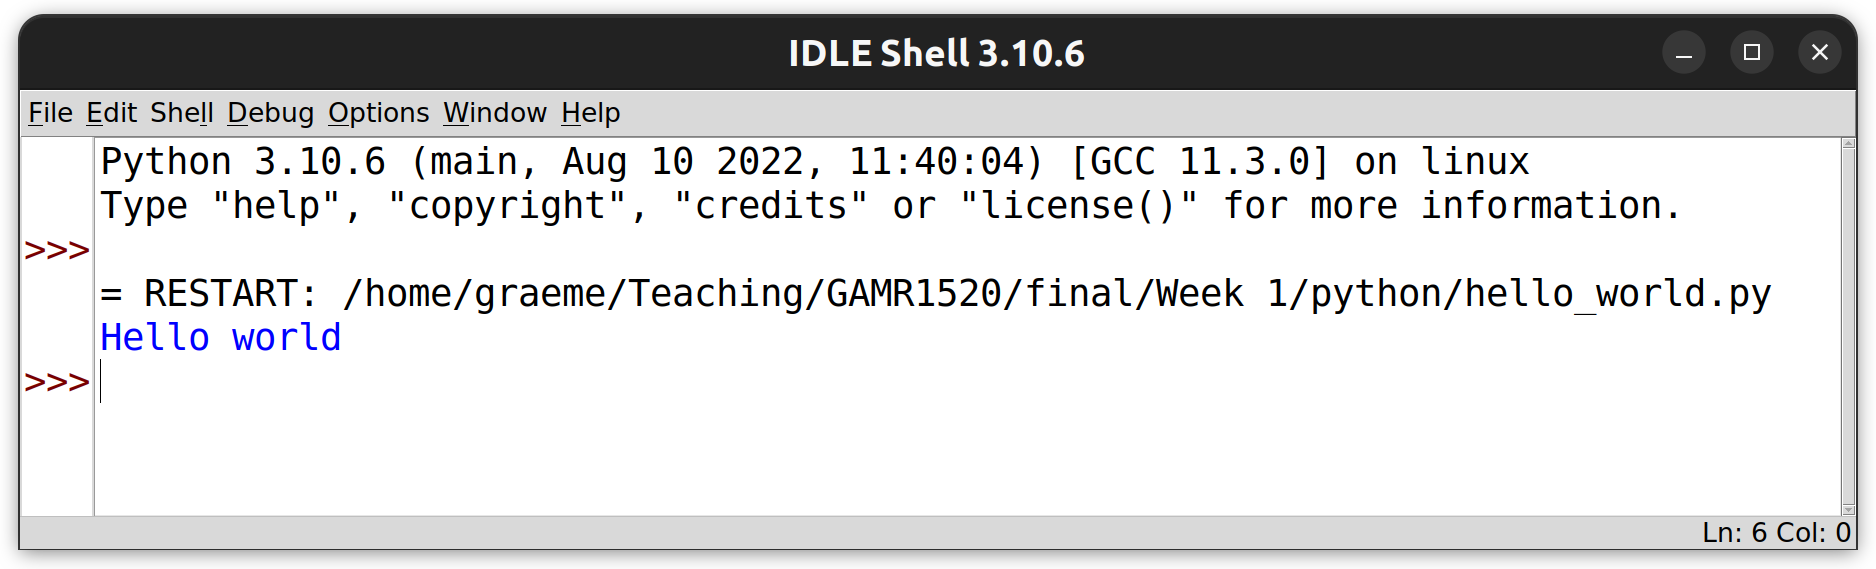 IDLE Shell 3.10.6
File Edit Shell Debug Options Window Help
Python 3.10.6 (main, Aug 10 2022, 11:40:04) [GCC 11.3.0] on linux
Type "help", "copyright", "credits" or "license()" for more information.
>>>
= RESTART: /home/graeme/Teaching/GAMR1520/final/Week 1/python/hello_world.py
Hello world
>>>
Ln: 6 Col: 0